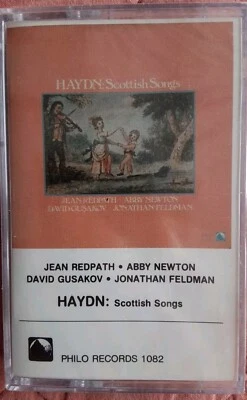 HAYDN: Scottish Songs
JEAN REDPATH ABBY NEWTON
DAVID GUSAKOV JONATHAN FELDMAN
JEAN REDPATH • ABBY NEWTON
DAVID GUSAKOV • JONATHAN FELDMAN
HAYDN: Scottish Songs
PHILO RECORDS 1082